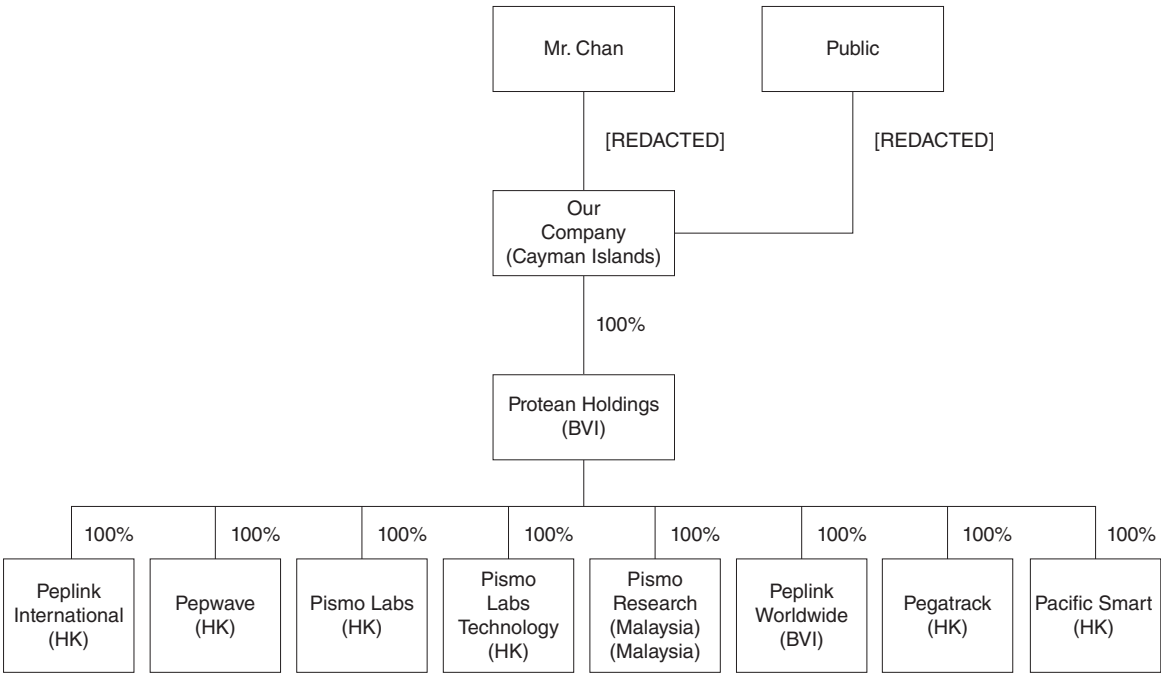 Mr. Chan
Public
[REDACTED]
[REDACTED]
Our
Company
(Cayman Islands)
100%
Protean Holdings
(BVI)
100%
100%
100%
100%
100%
100%
100%
100%
Peplink
International
(HK)
Pepwave
(HK)
Pismo Labs
(HK)
Pismo
Labs
Technology
(HK)
Pismo
Research
(Malaysia)
(Malaysia)
Peplink
Worldwide
(BVI)
Pegatrack
(HK)
Pacific Smart
(HK)